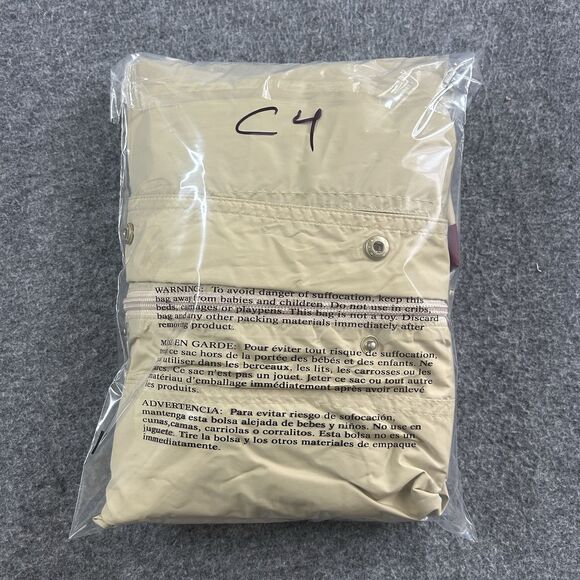 C4
WARNING: To avoid danger of suffocation, keep this
bag away from babies and children. Do not use in cribs,
beds, carriages or playpens. This bag is not a toy. Discard
bag and any other packing materials immediately after
removing product.
EN GARDE: Pour éviter tout risque de suffocation,
ce sac hors de la portée des bébés et des enfants. Ne
utiliser dans les berceaux, les lits, les carrosses ou les
Ce sac n'est pas un jouet. Jeter ce sac ou tout autre
matériau d'emballage immédiatement après avoir enlevé
les produits.
ADVERTENCIA: Para evitar riesgo de sofocación,
mantenga esta bolsa alejada de bebes y niños. No use en
cunas,camas, carriolas o corralitos. Esta bolsa no es un
juguete. Tire la bolsa y los otros materiales de empaque
immediatamente.